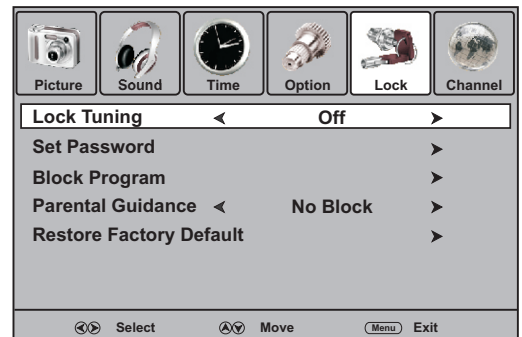 Picture Sound Time Option Lock Channel
Lock Tuning Off
Set Password
Block Program
Parental Guidance No Block
Restore Factory Default
Select Move Menu Exit